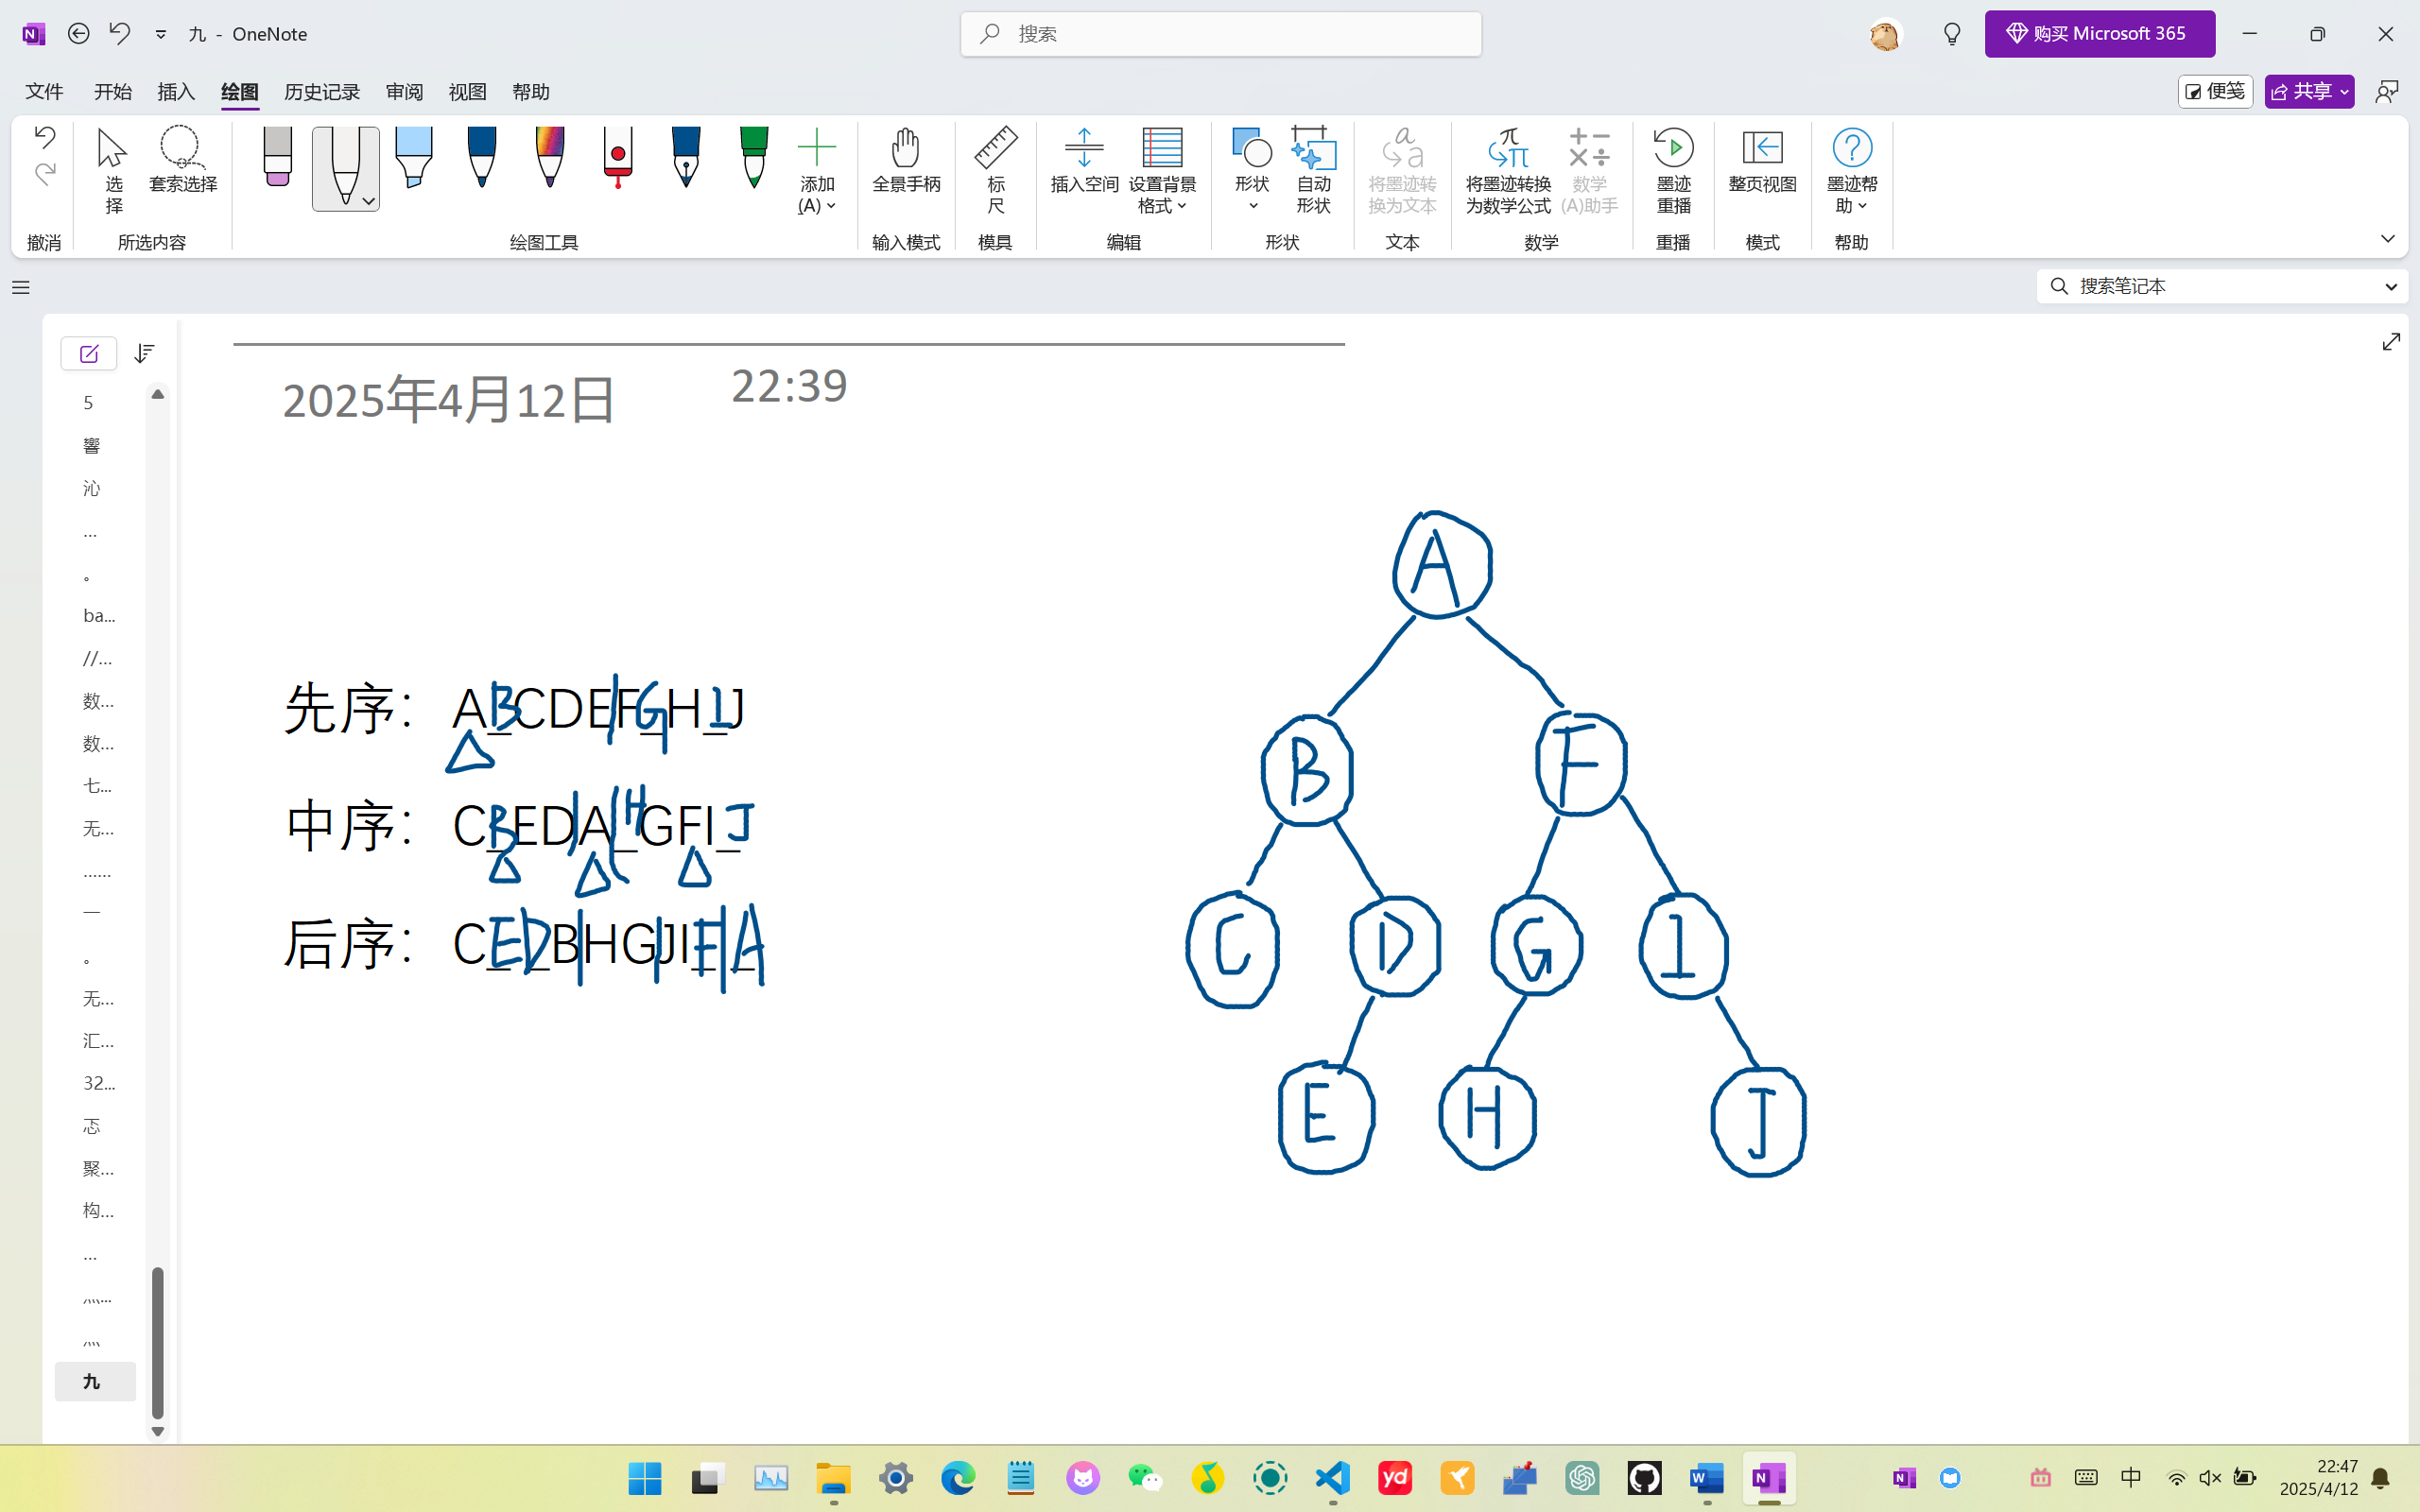 九 - OneNote
搜索
购买 Microsoft 365
文件 开始 插入 绘图 历史记录 审阅 视图 帮助
便笺
共享
选择
套索选择
添加(A)
全景手柄
标尺
插入空间
设置背景格式
形状
自动形状
将墨迹转换为文本
将墨迹转换为数学公式
数学(A)助手
墨迹重播
整页视图
墨迹帮助
撤消 所选内容 绘图工具 输入模式 模具 编辑 形状 文本 数学 重播 模式 帮助
搜索笔记本
5
響
沁
...
。
ba...
//...
数...
数...
七...
无...
......
一
。
无...
汇...
32...
忑
聚...
构...
...
灬...
灬
九
2025年4月12日 22:39
先序：ABCDEFGHIJ
中序：CBEDAHGFIJ
后序：CEDBHGJIFA
A
B F
C D G I
E H J
yd
中
22:47
2025/4/12